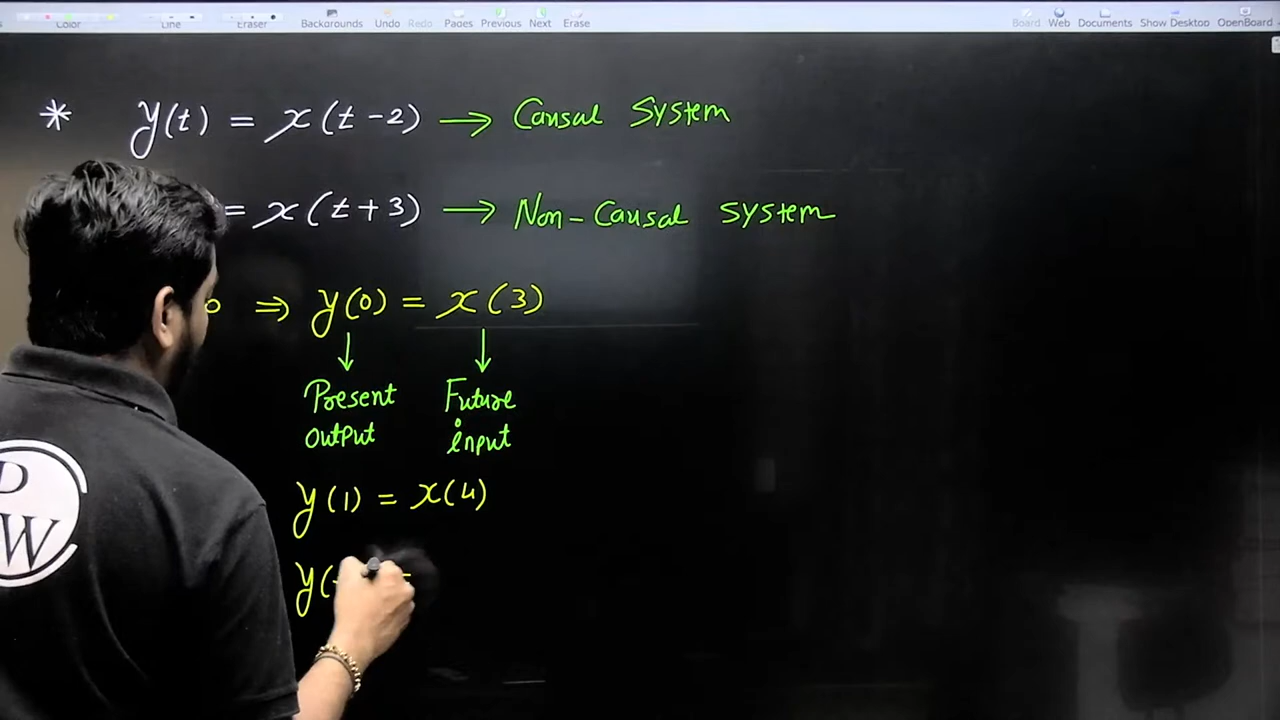 Color Line Eraser Backgrounds Undo Redo Pages Previous Next Erase Board Web Documents Show Desktop OpenBoard
* y(t) = x(t-2) → Causal System
= x(t+3) → Non-Causal System
0 ⇒ y(0) = x(3)
↓ ↓
Present Future
output input
y(1) = x(4)
y(
P
W